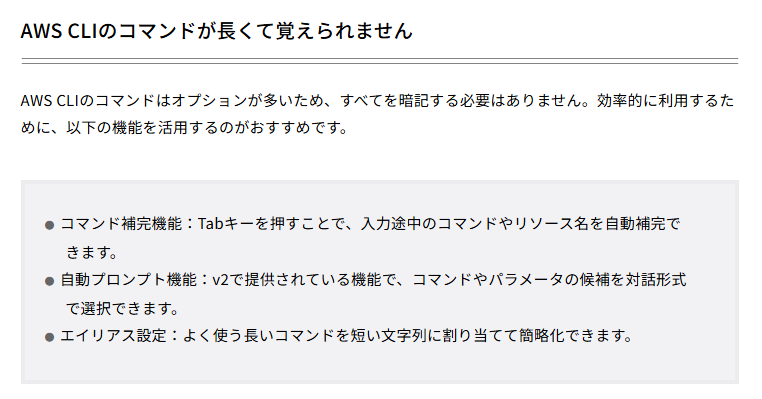 AWS CLIのコマンドが長くて覚えられません
AWS CLIのコマンドはオプションが多いため、すべてを暗記する必要はありません。効率的に利用するた
めに、以下の機能を活用するのがおすすめです。
● コマンド補完機能：Tabキーを押すことで、入力途中のコマンドやリソース名を自動補完で
きます。
● 自動プロンプト機能：v2で提供されている機能で、コマンドやパラメータの候補を対話形式
で選択できます。
● エイリアス設定：よく使う長いコマンドを短い文字列に割り当てて簡略化できます。